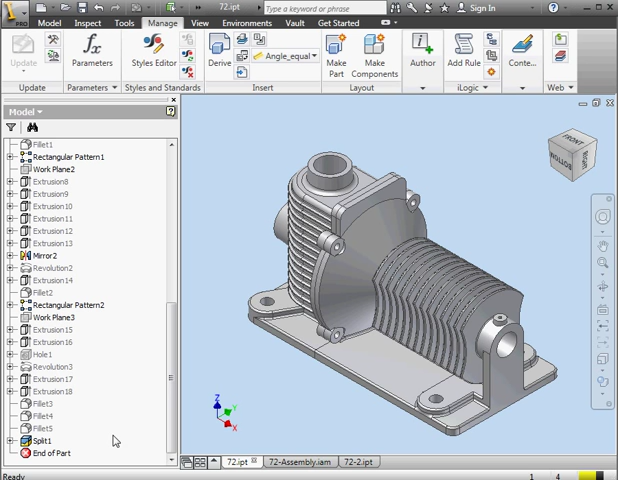 PRO
72.ipt
Type a keyword or phrase
Sign In
Model Inspect Tools Manage View Environments Vault Get Started
Update
Parameters
Styles Editor
Derive
Angle_equal
Make Part
Make Components
Author
Add Rule
Conte...
Update Parameters Styles and Standards Insert Layout iLogic Web
Model
Fillet1
Rectangular Pattern1
Work Plane2
Extrusion8
Extrusion9
Extrusion10
Extrusion11
Extrusion12
Extrusion13
Mirror2
Revolution2
Extrusion14
Fillet2
Rectangular Pattern2
Work Plane3
Extrusion15
Extrusion16
Hole1
Revolution3
Extrusion17
Extrusion18
Fillet3
Fillet4
Fillet5
Split1
End of Part
FRONT
RIGHT
BOTTOM
Z
Y
X
72.ipt 72-Assembly.iam 72-2.ipt
Ready 1 4